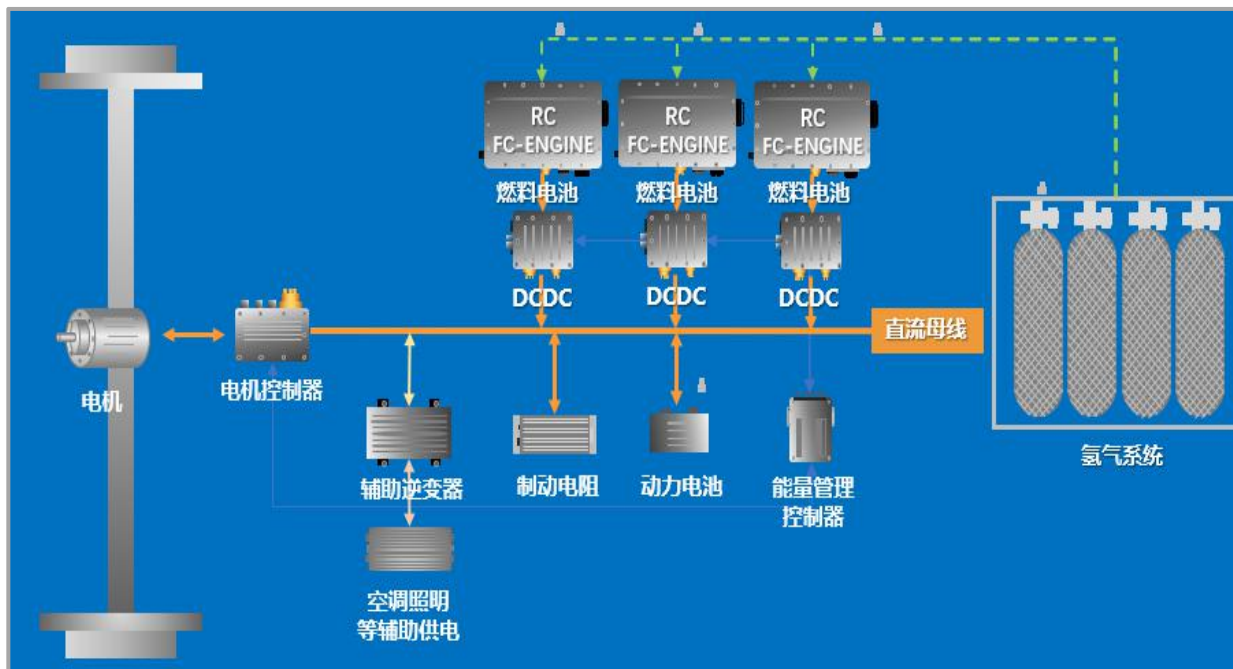 RC
FC-ENGINE
RC
FC-ENGINE
RC
FC-ENGINE
燃料电池
燃料电池
燃料电池
DCDC
DCDC
DCDC
直流母线
电机
电机控制器
辅助逆变器
制动电阻
动力电池
能量管理
控制器
氢气系统
空调照明
等辅助供电